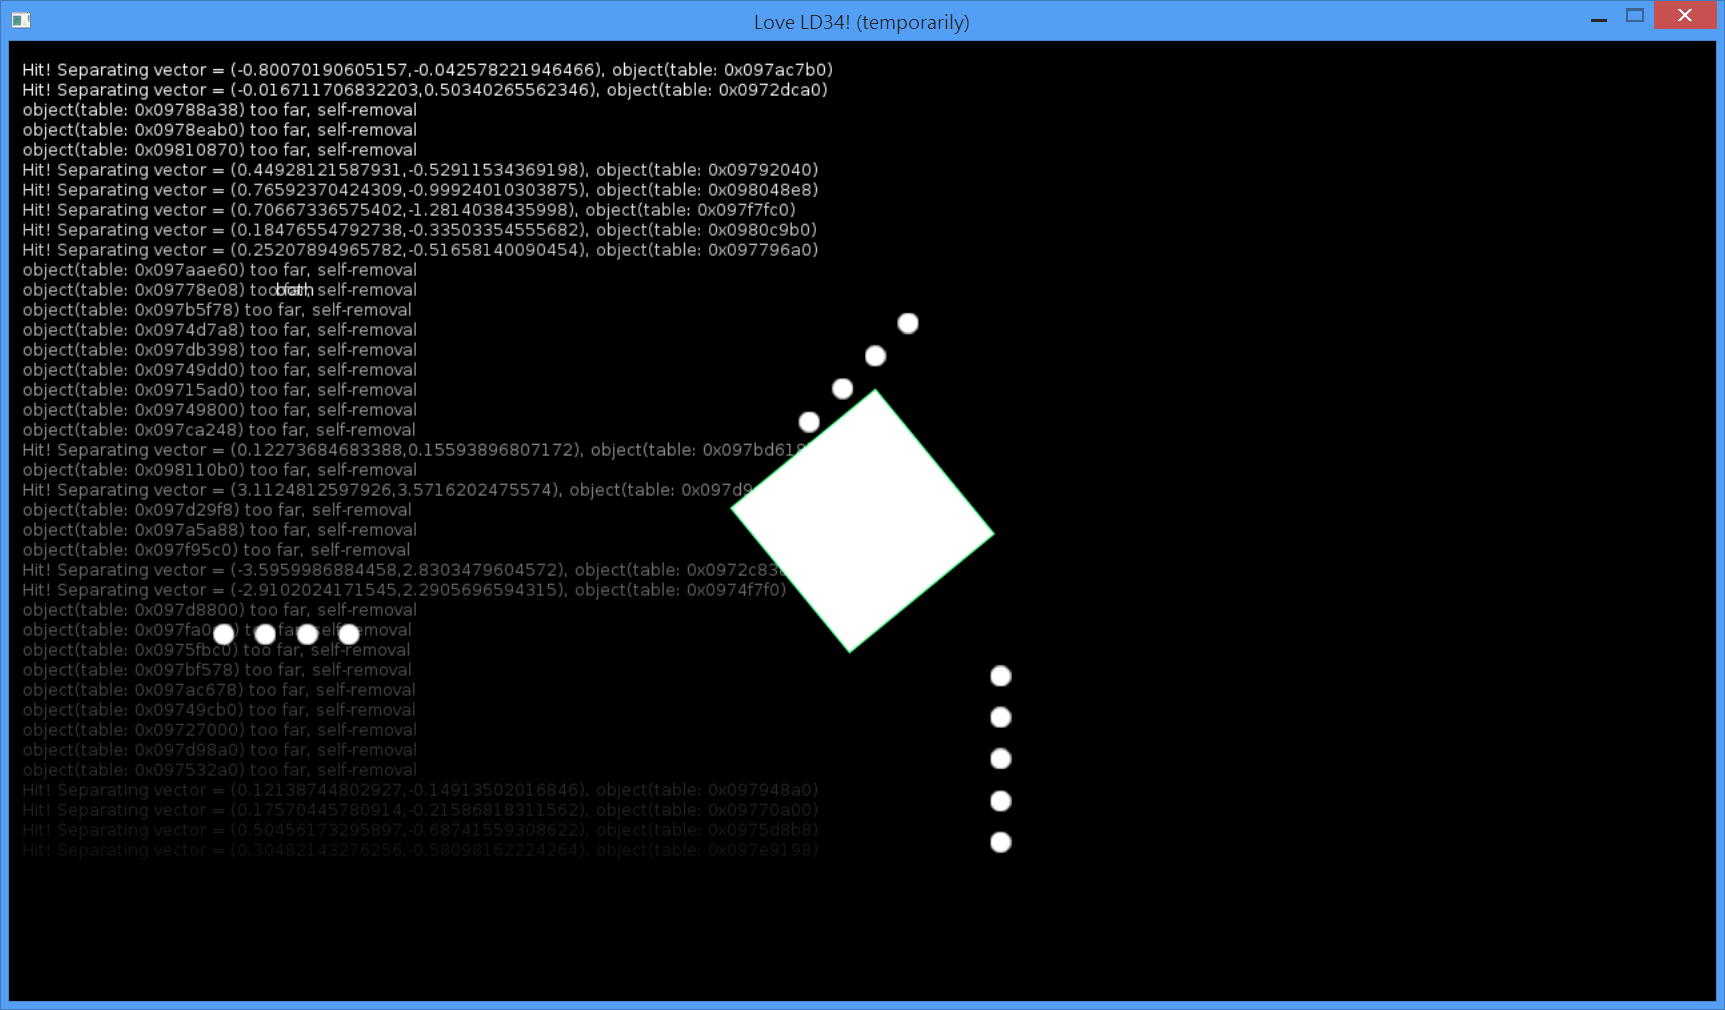 Love LD34! (temporarily)
Hit! Separating vector = (-0.80070190605157,-0.042578221946466), object(table: 0x097ac7b0)
Hit! Separating vector = (-0.016711706832203,0.50340265562346), object(table: 0x0972dca0)
object(table: 0x09788a38) too far, self-removal
object(table: 0x0978eab0) too far, self-removal
object(table: 0x09810870) too far, self-removal
Hit! Separating vector = (0.44928121587931,-0.52911534369198), object(table: 0x09792040)
Hit! Separating vector = (0.76592370424309,-0.99924010303875), object(table: 0x098048e8)
Hit! Separating vector = (0.70667336575402,-1.2814038435998), object(table: 0x097f7fc0)
Hit! Separating vector = (0.18476554792738,-0.33503354555682), object(table: 0x0980c9b0)
Hit! Separating vector = (0.25207894965782,-0.51658140090454), object(table: 0x097796a0)
object(table: 0x097aae60) too far, self-removal
object(table: 0x09778e08) too far, self-removal
both
object(table: 0x097b5f78) too far, self-removal
object(table: 0x0974d7a8) too far, self-removal
object(table: 0x097db398) too far, self-removal
object(table: 0x09749dd0) too far, self-removal
object(table: 0x09715ad0) too far, self-removal
object(table: 0x09749800) too far, self-removal
object(table: 0x097ca248) too far, self-removal
Hit! Separating vector = (0.12273684683388,0.15593896807172), object(table: 0x097bd618
object(table: 0x098110b0) too far, self-removal
Hit! Separating vector = (3.1124812597926,3.5716202475574), object(table: 0x097d9
object(table: 0x097d29f8) too far, self-removal
object(table: 0x097a5a88) too far, self-removal
object(table: 0x097f95c0) too far, self-removal
Hit! Separating vector = (-3.5959986884458,2.8303479604572), object(table: 0x0972c83
Hit! Separating vector = (-2.9102024171545,2.2905696594315), object(table: 0x0974f7f0)
object(table: 0x097d8800) too far, self-removal
object(table: too far, self-removal
object(table: 0x0975fbc0) too far, self-removal
object(table: 0x097bf578) too far, self-removal
object(table: 0x097ac678) too far, self-removal
object(table: 0x09749cb0) too far, self-removal
object(table: 0x09727000) too far, self-removal
object(table: 0x097d98a0) too far, self-removal
object(table: 0x097532a0) too far, self-removal
Hit! Separating vector = (0.12138744802927,-0.14913502016846), object(table: 0x097948a0)
Hit! Separating vector = (0.17570445780914,-0.21586818311562), object(table: 0x09770a00)
Hit! Separating vector = (0.50456173295897,-0.68741559308622), object(table: 0x0975d8b8)
Hit! Separating vector = (0.30482143276256,-0.58098162224264), object(table: 0x097e9198)